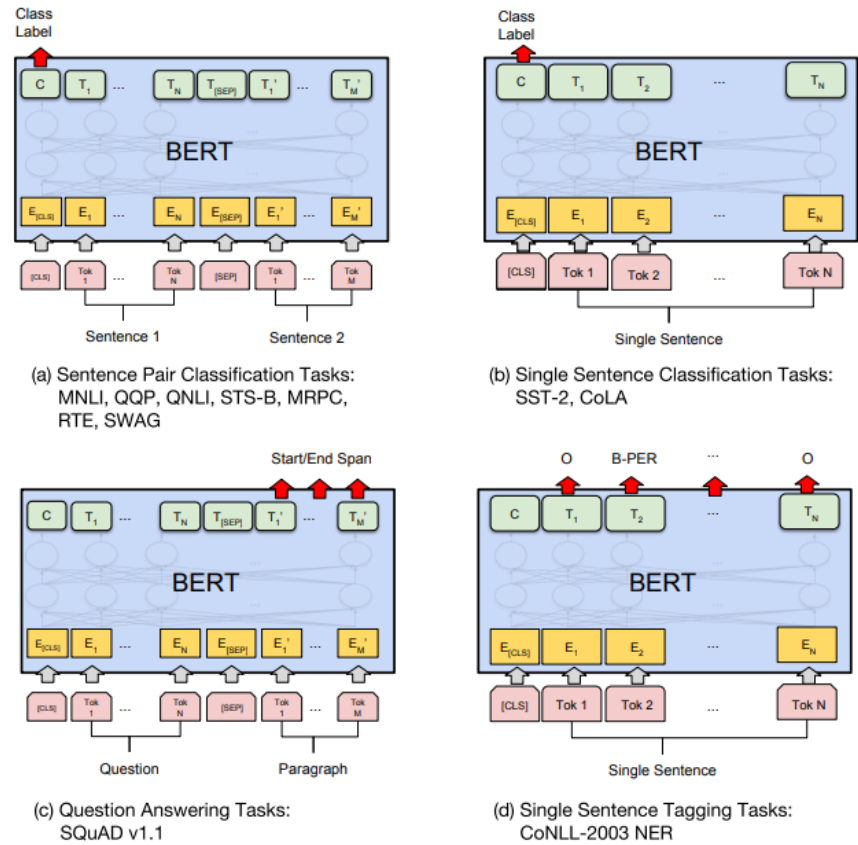 Class
Label
C T1 ... TN T[SEP] T1' ... TM'
...
BERT
...
E[CLS] E1 ... EN E[SEP] E1' ... EM'
[CLS] Tok 1 ... Tok N [SEP] Tok 1 ... Tok M
Sentence 1 Sentence 2
(a) Sentence Pair Classification Tasks:
MNLI, QQP, QNLI, STS-B, MRPC,
RTE, SWAG
Class
Label
C T1 T2 ... TN
...
BERT
...
E[CLS] E1 E2 ... EN
[CLS] Tok 1 Tok 2 ... Tok N
Single Sentence
(b) Single Sentence Classification Tasks:
SST-2, CoLA
Start/End Span
C T1 ... TN T[SEP] T1' ... TM'
...
BERT
...
E[CLS] E1 ... EN E[SEP] E1' ... EM'
[CLS] Tok 1 ... Tok N [SEP] Tok 1 ... Tok M
Question Paragraph
(c) Question Answering Tasks:
SQuAD v1.1
O B-PER ... O
C T1 T2 ... TN
...
BERT
...
E[CLS] E1 E2 ... EN
[CLS] Tok 1 Tok 2 ... Tok N
Single Sentence
(d) Single Sentence Tagging Tasks:
CoNLL-2003 NER